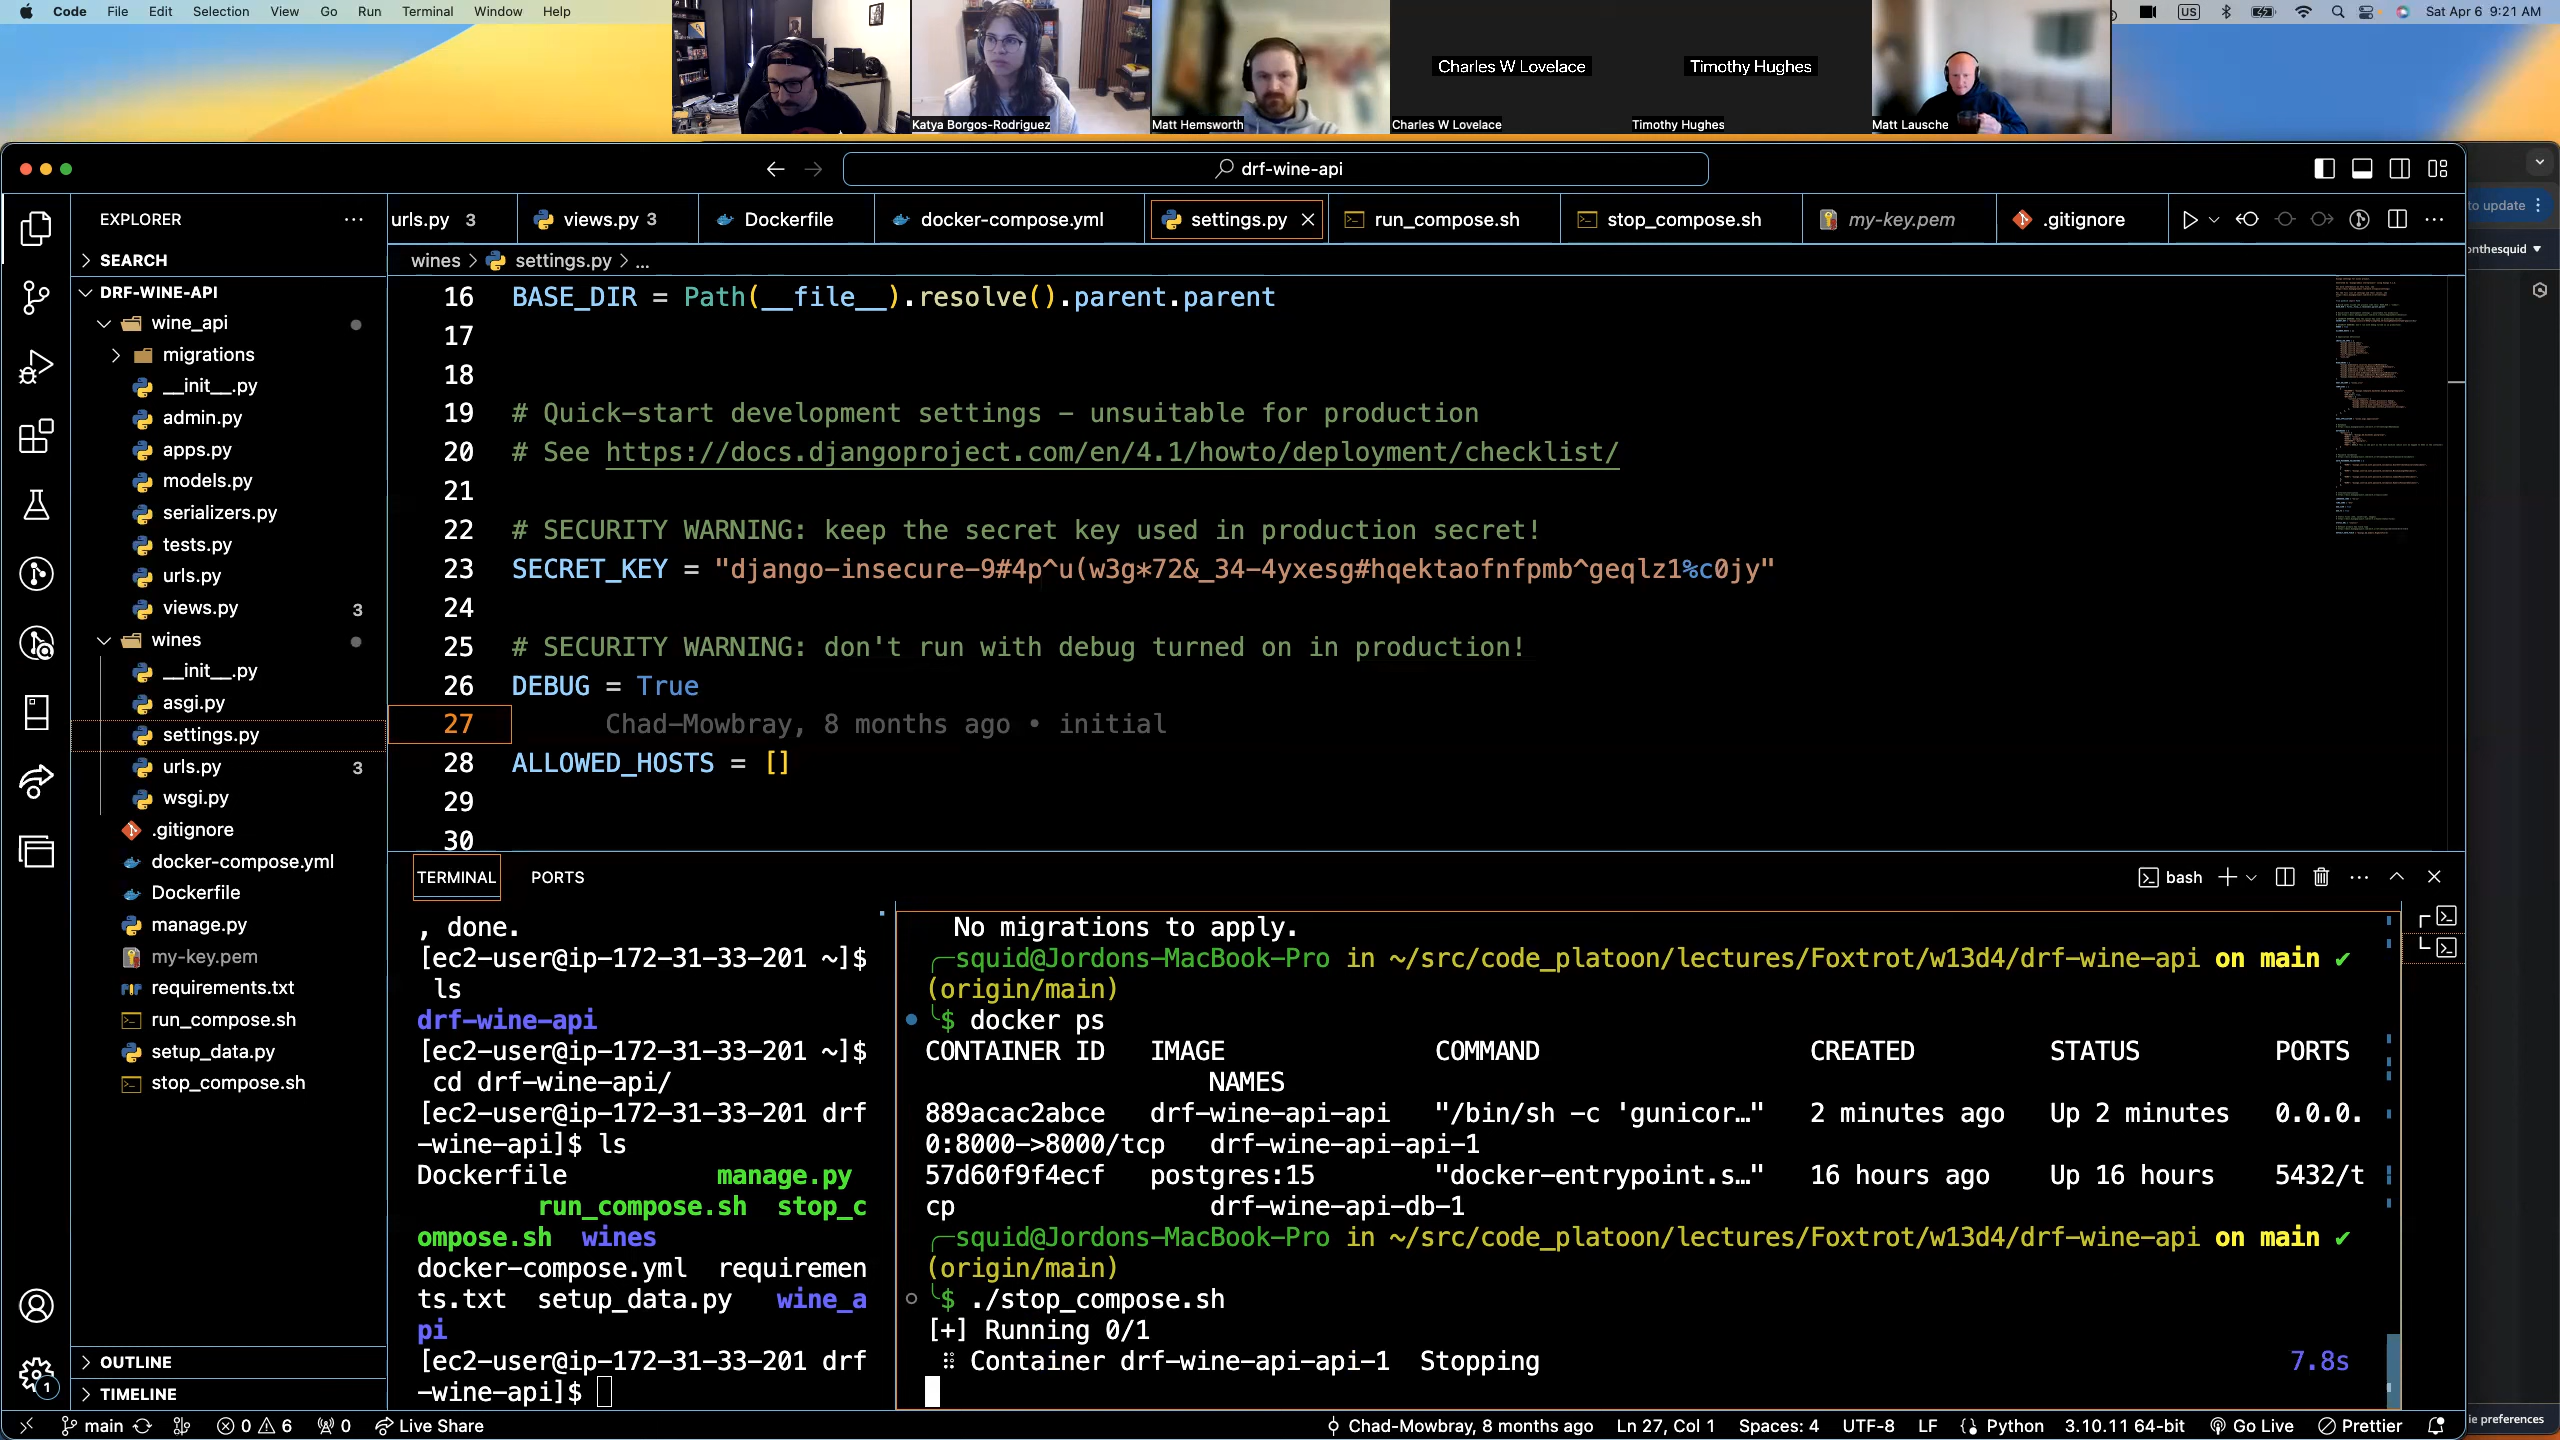 Code File Edit Selection View Go Run Terminal Window Help
US
Sat Apr 6 9:21 AM
Katya Borgos-Rodriguez
Matt Hemsworth
Charles W Lovelace
Charles W Lovelace
Timothy Hughes
Timothy Hughes
Matt Lausche
drf-wine-api
to update
onthesquid
EXPLORER
urls.py 3
views.py 3
Dockerfile
docker-compose.yml
settings.py
run_compose.sh
stop_compose.sh
my-key.pem
.gitignore
SEARCH
DRF-WINE-API
wine_api
migrations
__init__.py
admin.py
apps.py
models.py
serializers.py
tests.py
urls.py
views.py 3
wines
__init__.py
asgi.py
settings.py
urls.py 3
wsgi.py
.gitignore
docker-compose.yml
Dockerfile
manage.py
my-key.pem
requirements.txt
run_compose.sh
setup_data.py
stop_compose.sh
OUTLINE
TIMELINE
wines > settings.py > ...
16 BASE_DIR = Path(__file__).resolve().parent.parent
17
18
19 # Quick-start development settings - unsuitable for production
20 # See https://docs.djangoproject.com/en/4.1/howto/deployment/checklist/
21
22 # SECURITY WARNING: keep the secret key used in production secret!
23 SECRET_KEY = "django-insecure-9#4p^u(w3g*72&_34-4yxesg#hqektaofnfpmb^geqlz1%c0jy"
24
25 # SECURITY WARNING: don't run with debug turned on in production!
26 DEBUG = True
27 Chad-Mowbray, 8 months ago • initial
28 ALLOWED_HOSTS = []
29
30
TERMINAL PORTS
bash
, done.
[ec2-user@ip-172-31-33-201 ~]$
ls
drf-wine-api
[ec2-user@ip-172-31-33-201 ~]$
cd drf-wine-api/
[ec2-user@ip-172-31-33-201 drf
-wine-api]$ ls
Dockerfile manage.py
run_compose.sh stop_c
ompose.sh wines
docker-compose.yml requiremen
ts.txt setup_data.py wine_a
pi
[ec2-user@ip-172-31-33-201 drf
-wine-api]$
No migrations to apply.
squid@Jordons-MacBook-Pro in ~/src/code_platoon/lectures/Foxtrot/w13d4/drf-wine-api on main ✔
(origin/main)
$ docker ps
CONTAINER ID IMAGE COMMAND CREATED STATUS PORTS
NAMES
889acac2abce drf-wine-api-api "/bin/sh -c 'gunicor…" 2 minutes ago Up 2 minutes 0.0.0.
0:8000->8000/tcp drf-wine-api-api-1
57d60f9f4ecf postgres:15 "docker-entrypoint.s…" 16 hours ago Up 16 hours 5432/t
cp drf-wine-api-db-1
squid@Jordons-MacBook-Pro in ~/src/code_platoon/lectures/Foxtrot/w13d4/drf-wine-api on main ✔
(origin/main)
$ ./stop_compose.sh
[+] Running 0/1
Container drf-wine-api-api-1 Stopping 7.8s
1
main 0 6 0 Live Share
Chad-Mowbray, 8 months ago Ln 27, Col 1 Spaces: 4 UTF-8 LF Python 3.10.11 64-bit Go Live Prettier
ie preferences